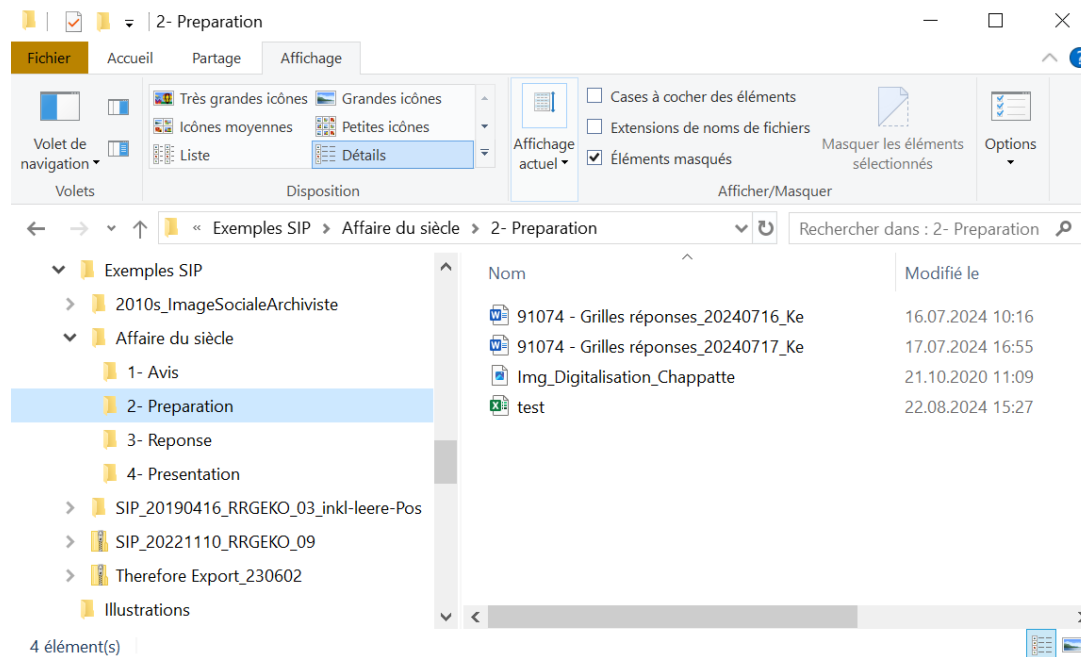 2- Preparation
Fichier Accueil Partage Affichage ?
Très grandes icônes Grandes icônes
Icônes moyennes Petites icônes
Liste Détails
Volet de
navigation
Volets
Disposition
Affichage
actuel
Cases à cocher des éléments
Extensions de noms de fichiers
Éléments masqués
Masquer les éléments
sélectionnés
Afficher/Masquer
Options
« Exemples SIP > Affaire du siècle > 2- Preparation
Rechercher dans : 2- Preparation
Exemples SIP
2010s_ImageSocialeArchiviste
Affaire du siècle
1- Avis
2- Preparation
3- Reponse
4- Presentation
SIP_20190416_RRGEKO_03_inkl-leere-Pos
SIP_20221110_RRGEKO_09
Therefore Export_230602
Illustrations
Nom Modifié le
91074 - Grilles réponses_20240716_Ke 16.07.2024 10:16
91074 - Grilles réponses_20240717_Ke 17.07.2024 16:55
Img_Digitalisation_Chappatte 21.10.2020 11:09
test 22.08.2024 15:27
4 élément(s)